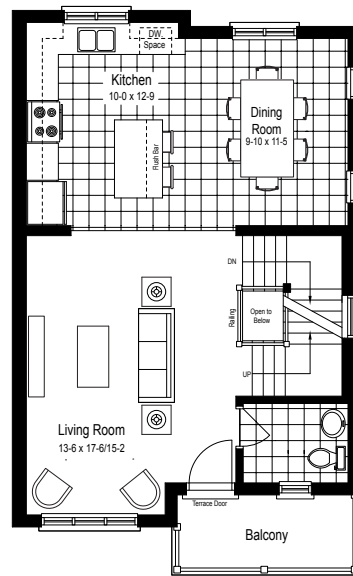 DW
Space
Kitchen
10-0 x 12-9
Flush Bar
Dining
Room
9-10 x 11-5
DN
Railing
Open to
Below
UP
Living Room
13-6 x 17-6/15-2
Terrace Door
Balcony